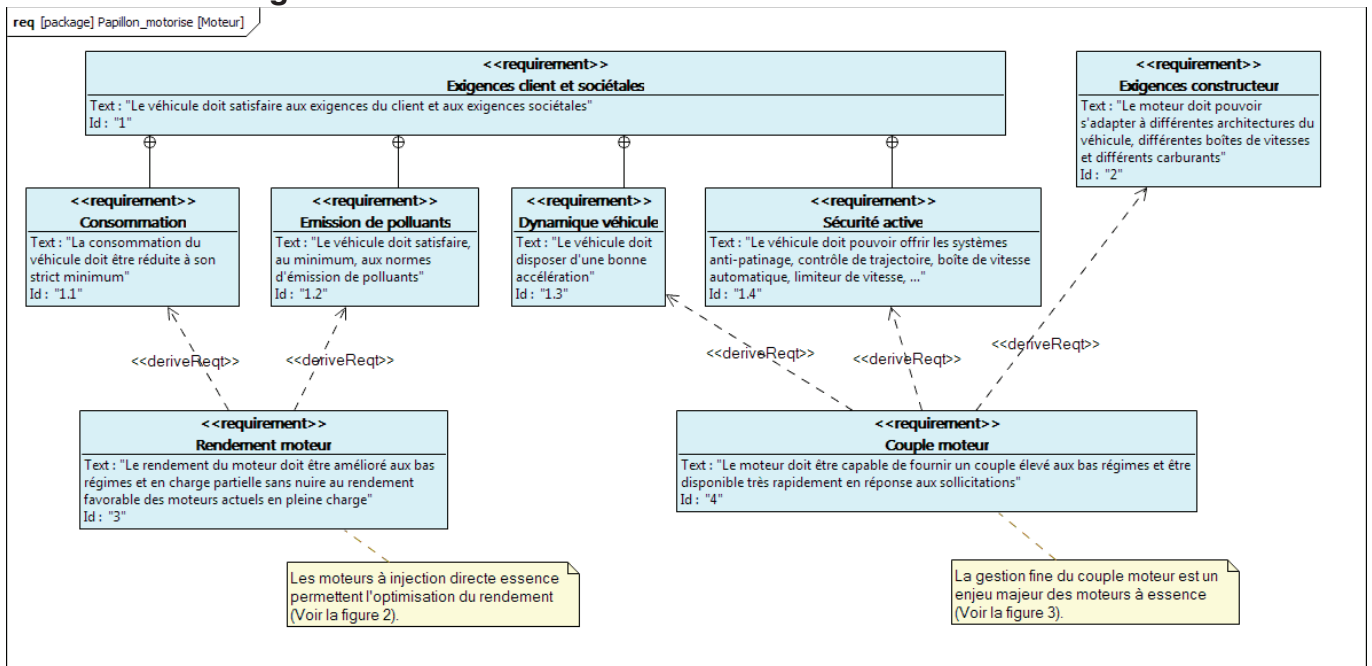 req [package] Papillon_motorise [Moteur]
<<requirement>>
Exigences client et sociétales
Text : "Le véhicule doit satisfaire aux exigences du client et aux exigences sociétales"
Id : "1"
<<requirement>>
Exigences constructeur
Text : "Le moteur doit pouvoir
s'adapter à différentes architectures du
véhicule, différentes boîtes de vitesses
et différents carburants"
Id : "2"
<<requirement>>
Consommation
Text : "La consommation du
véhicule doit être réduite à son
strict minimum"
Id : "1.1"
<<requirement>>
Emission de polluants
Text : "Le véhicule doit satisfaire,
au minimum, aux normes
d'émission de polluants"
Id : "1.2"
<<requirement>>
Dynamique véhicule
Text : "Le véhicule doit
disposer d'une bonne
accélération"
Id : "1.3"
<<requirement>>
Sécurité active
Text : "Le véhicule doit pouvoir offrir les systèmes
anti-patinage, contrôle de trajectoire, boîte de vitesse
automatique, limiteur de vitesse, ..."
Id : "1.4"
<<deriveReqt>>
<<deriveReqt>>
<<deriveReqt>>
<<deriveReqt>>
<<deriveReqt>>
<<requirement>>
Rendement moteur
Text : "Le rendement du moteur doit être amélioré aux bas
régimes et en charge partielle sans nuire au rendement
favorable des moteurs actuels en pleine charge"
Id : "3"
<<requirement>>
Couple moteur
Text : "Le moteur doit être capable de fournir un couple élevé aux bas régimes et être
disponible très rapidement en réponse aux sollicitations"
Id : "4"
Les moteurs à injection directe essence
permettent l'optimisation du rendement
(Voir la figure 2).
La gestion fine du couple moteur est un
enjeu majeur des moteurs à essence
(Voir la figure 3).